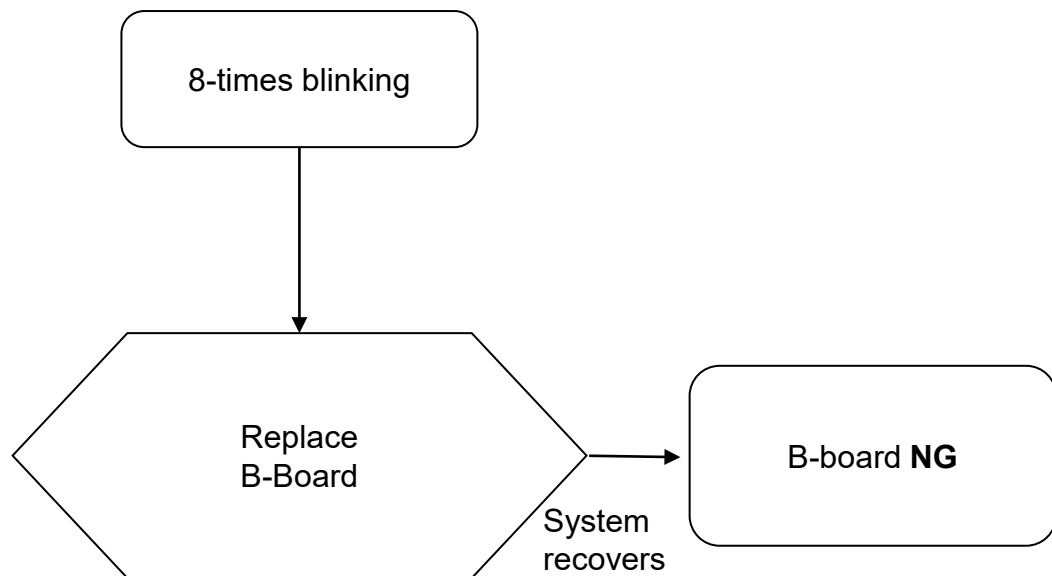 8-times blinking
Replace
B-Board
B-board NG
System
recovers